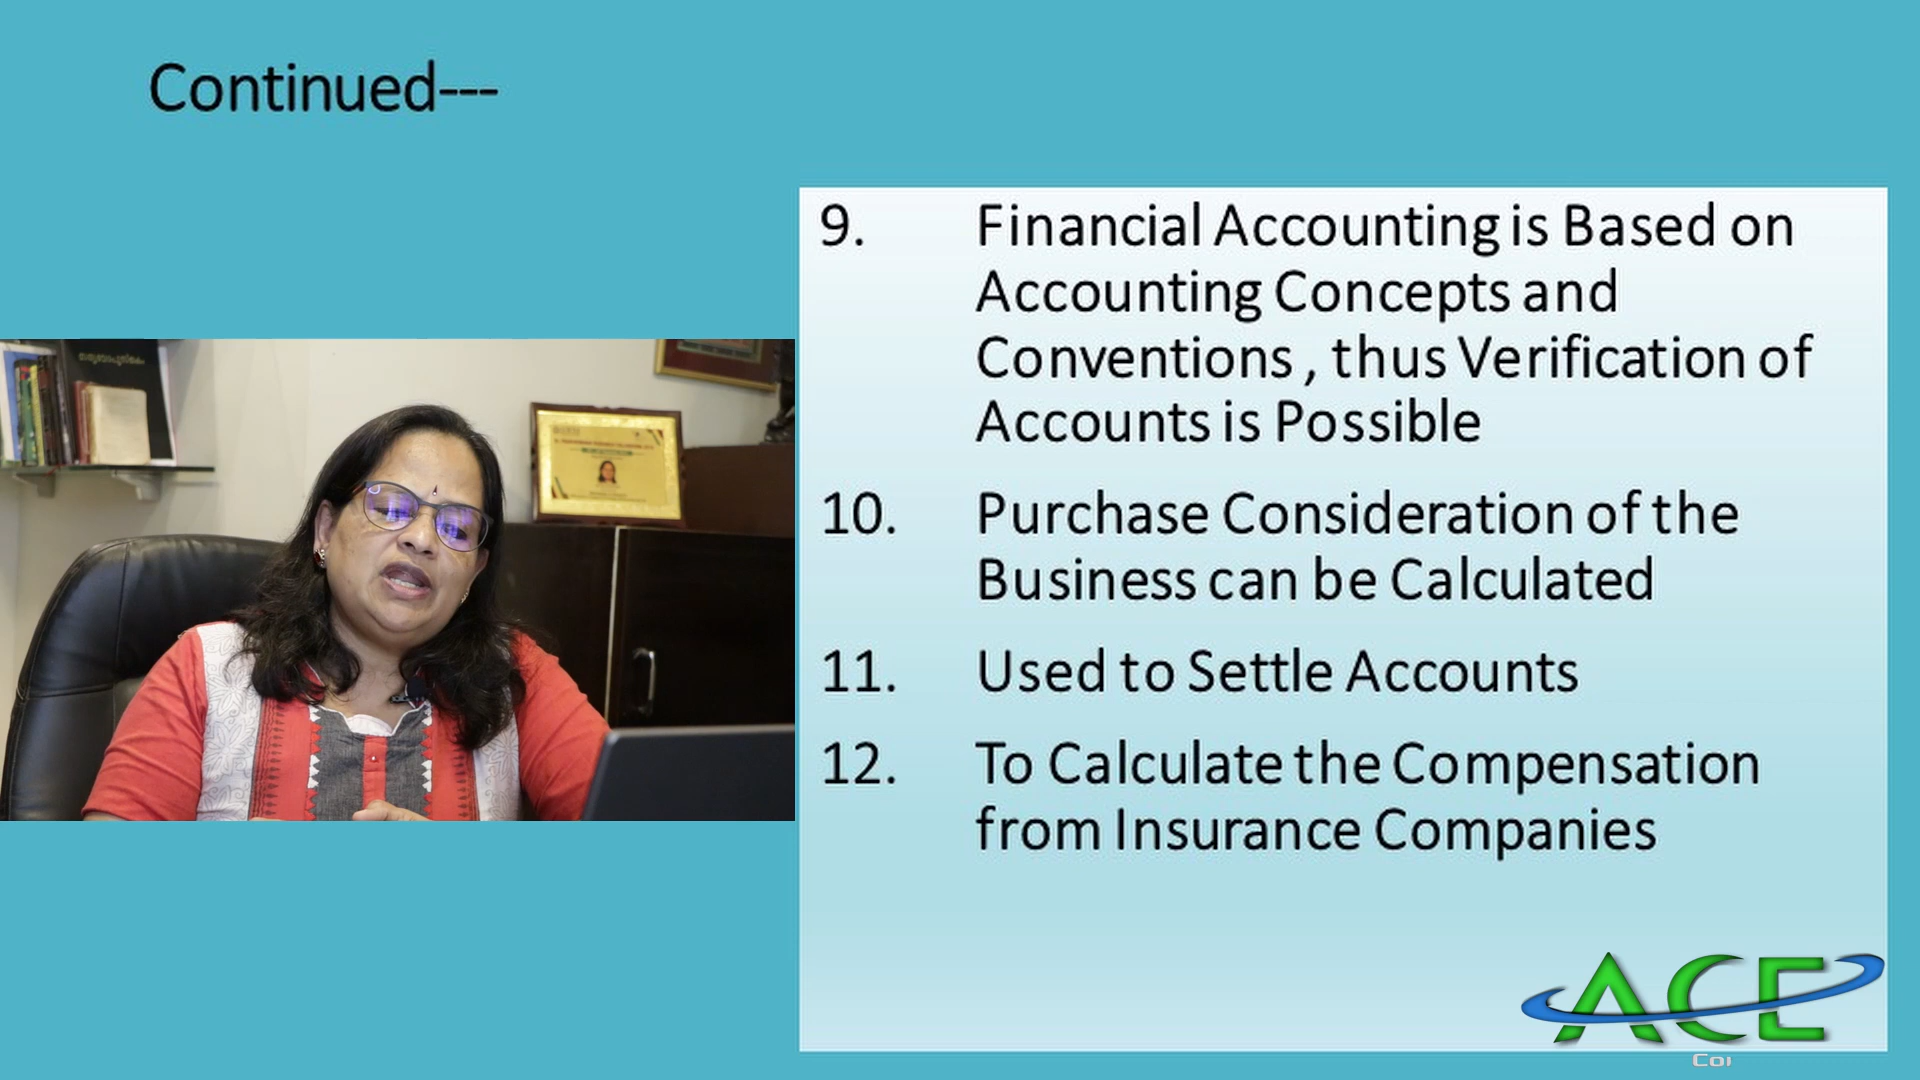 Continued---
9. Financial Accounting is Based on
Accounting Concepts and
Conventions , thus Verification of
Accounts is Possible
10. Purchase Consideration of the
Business can be Calculated
11. Used to Settle Accounts
12. To Calculate the Compensation
from Insurance Companies
ACE